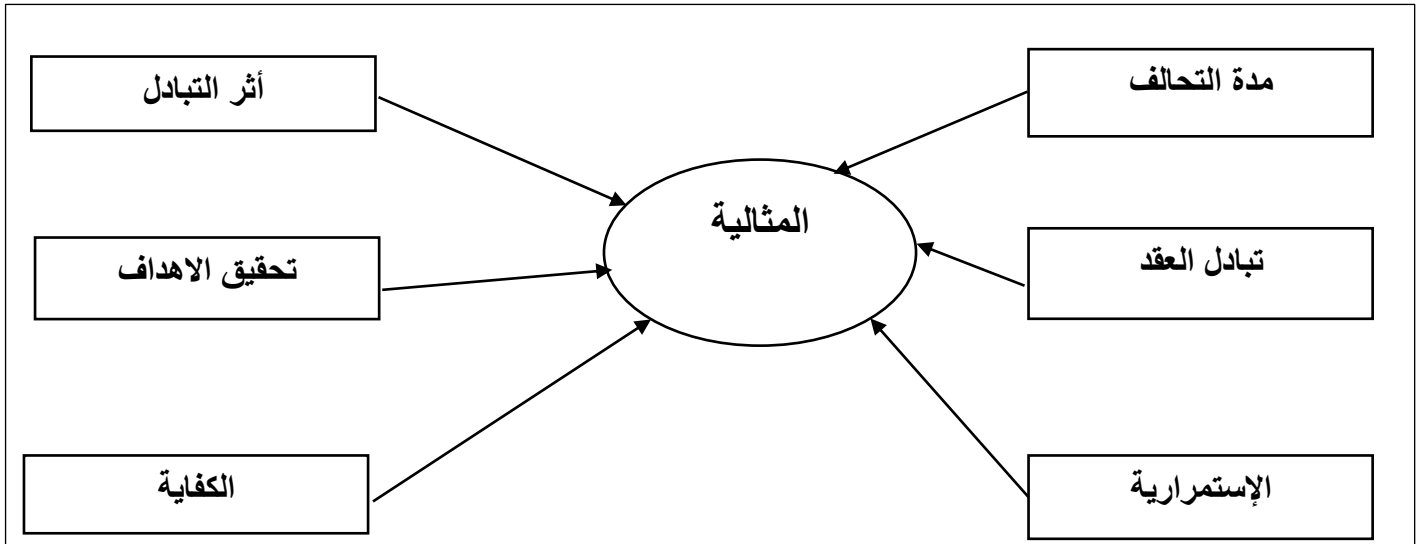 مدة التحالف
أثر التبادل
المثالية
تبادل العقد
تحقيق الاهداف
الإستمرارية
الكفاية